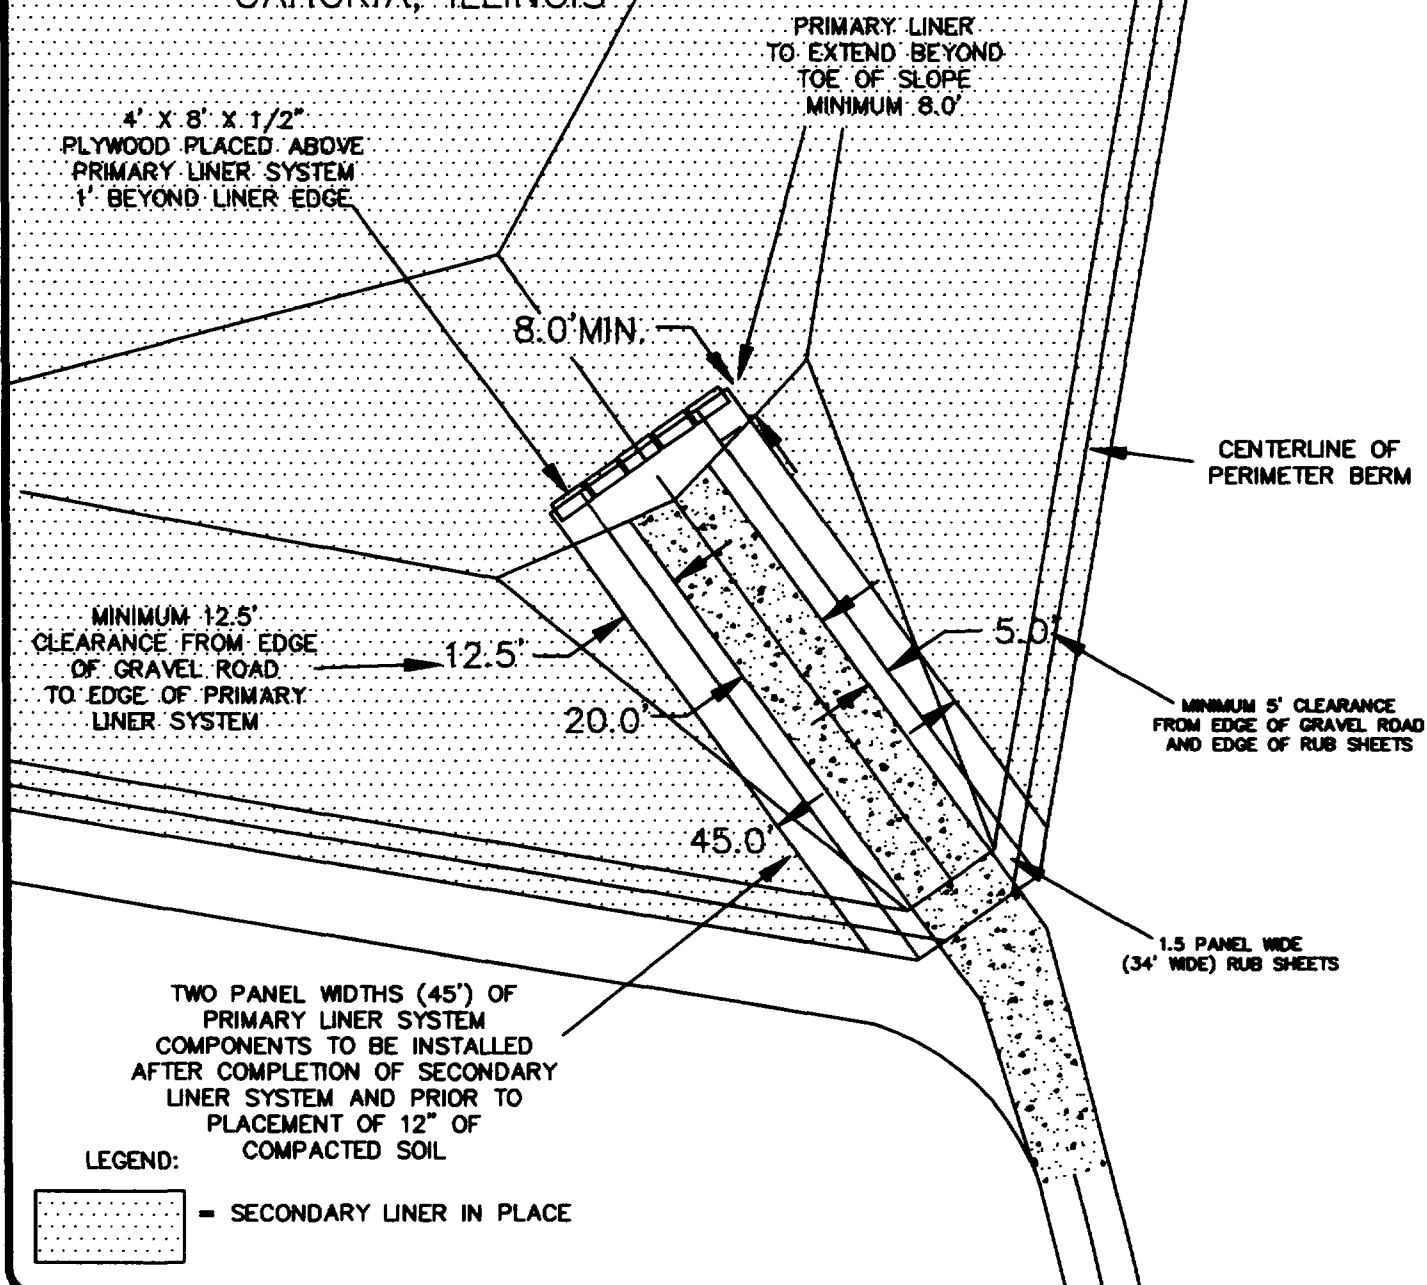 PRIMARY LINER
TO EXTEND BEYOND
TOE OF SLOPE
MINIMUM 8.0'
4' X 8' X 1/2"
PLYWOOD PLACED ABOVE
PRIMARY LINER SYSTEM
1' BEYOND LINER EDGE
8.0'MIN.
CENTERLINE OF
PERIMETER BERM
MINIMUM 12.5'
CLEARANCE FROM EDGE
OF GRAVEL ROAD
TO EDGE OF PRIMARY
LINER SYSTEM
12.5'
5.0'
20.0'
MINIMUM 5' CLEARANCE
FROM EDGE OF GRAVEL ROAD
AND EDGE OF RUB SHEETS
45.0'
1.5 PANEL WIDE
(34' WIDE) RUB SHEETS
TWO PANEL WIDTHS (45') OF
PRIMARY LINER SYSTEM
COMPONENTS TO BE INSTALLED
AFTER COMPLETION OF SECONDARY
LINER SYSTEM AND PRIOR TO
PLACEMENT OF 12" OF
COMPACTED SOIL
LEGEND:
= SECONDARY LINER IN PLACE